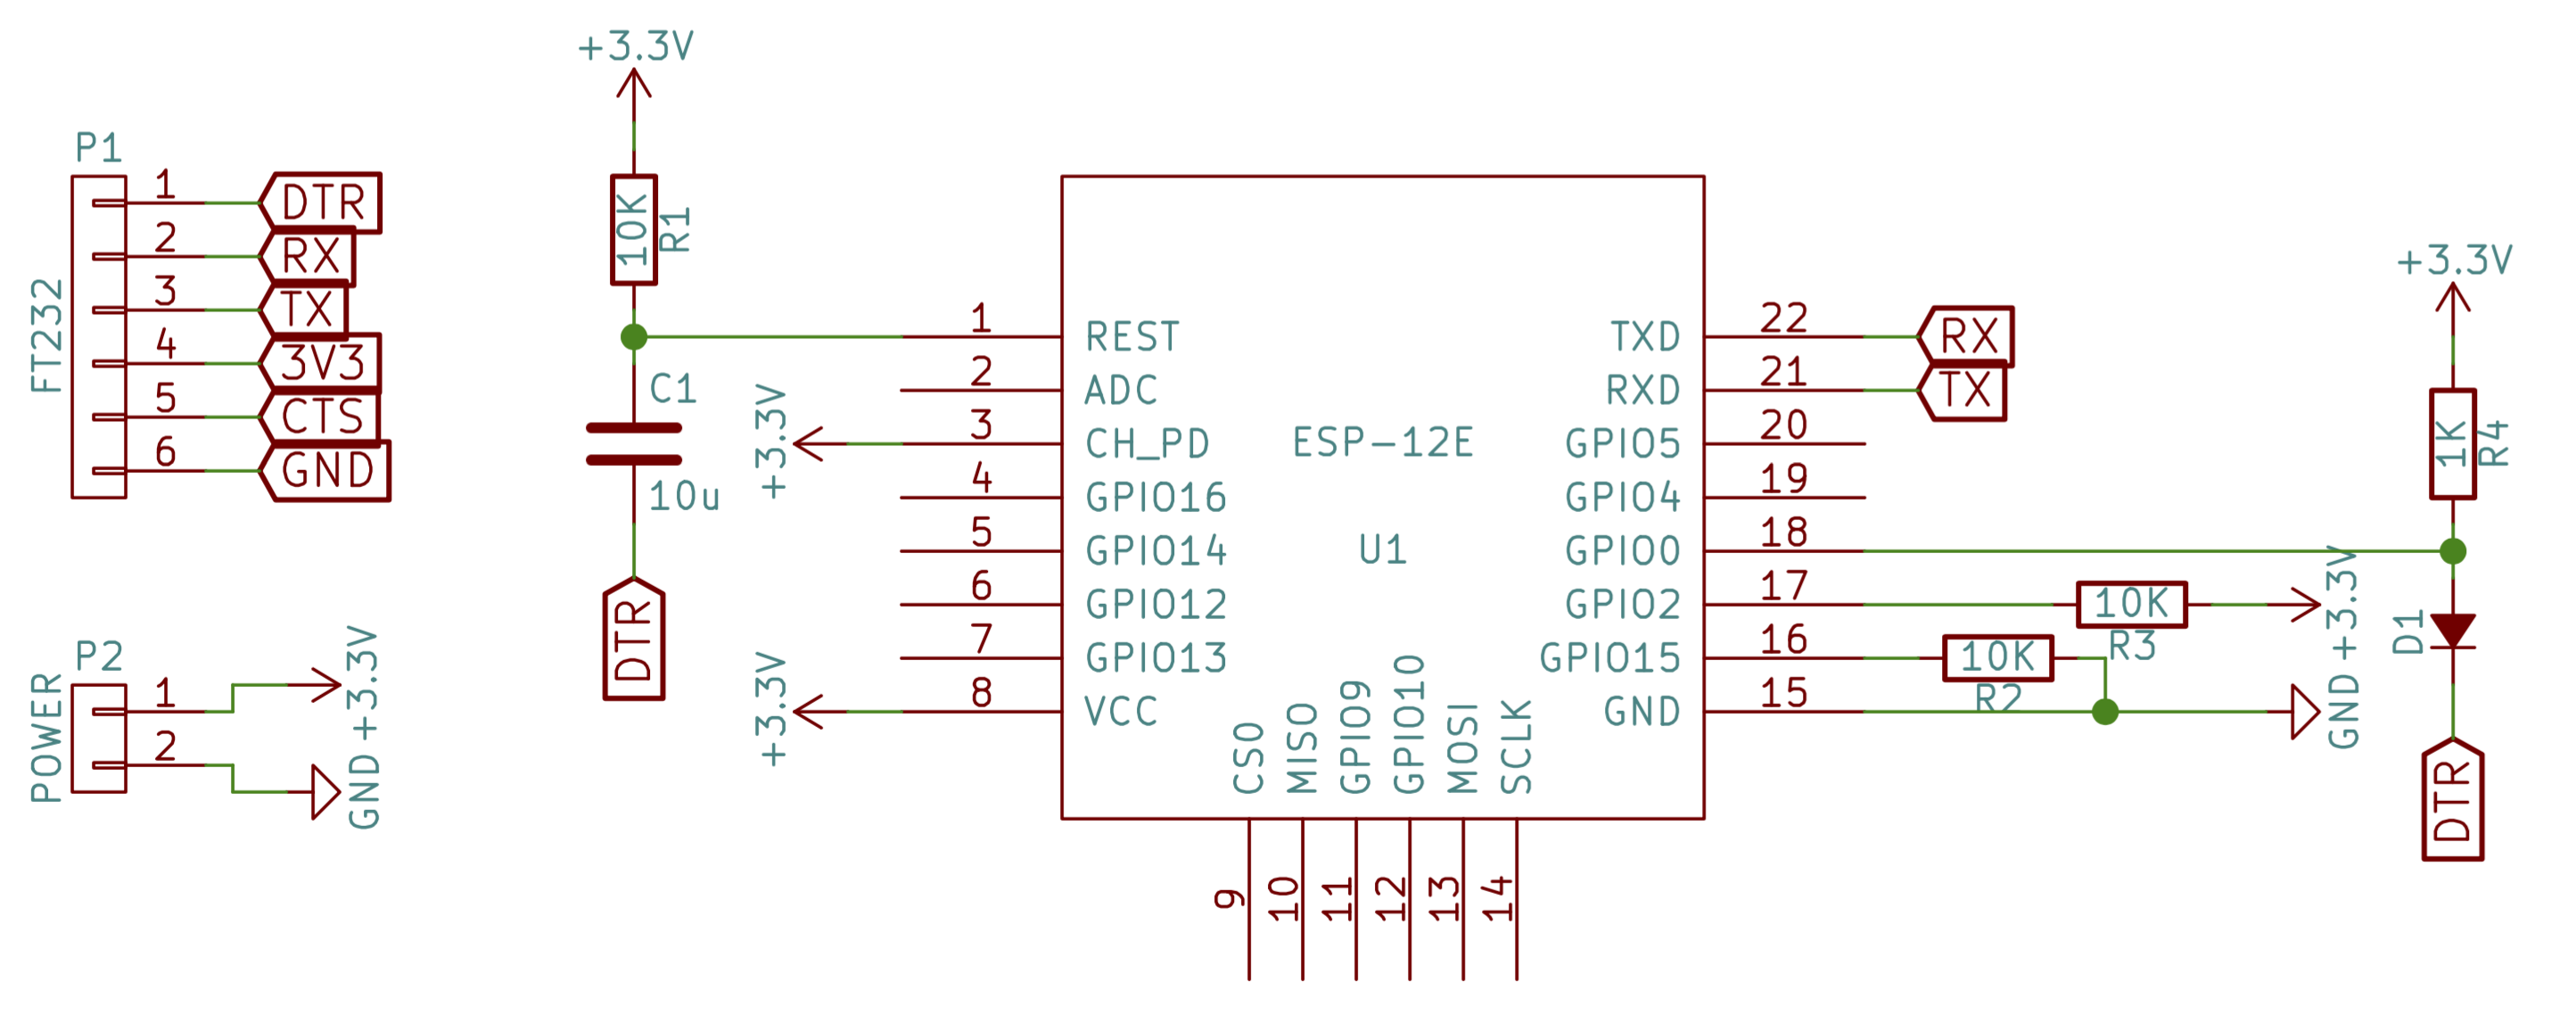 P1
FT232
1 DTR
2 RX
3 TX
4 3V3
5 CTS
6 GND
P2
POWER
1
+3.3V
2
GND
+3.3V
10K
R1
C1
10u
DTR
+3.3V
+3.3V
1 REST
2 ADC
3 CH_PD
4 GPIO16
5 GPIO14
6 GPIO12
7 GPIO13
8 VCC
ESP-12E
U1
CSO
MISO
GPIO9
GPIO10
MOSI
SCLK
9
10
11
12
13
14
TXD 22 RX
RXD 21 TX
GPIO5 20
GPIO4 19
GPIO0 18
GPIO2 17
GPIO15 16
GND 15
10K
R3
+3.3V
10K
R2
GND
+3.3V
1K
R4
D1
DTR